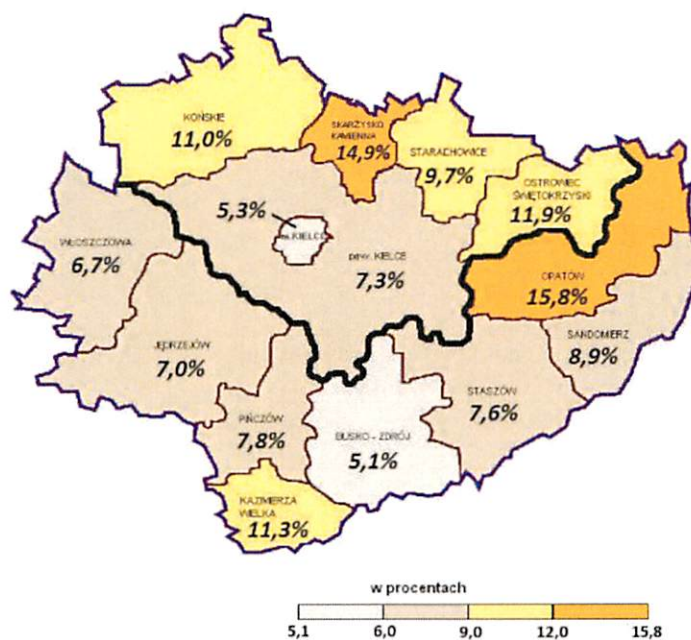 KOŃSKIE
11,0%
SKARŻYSKO
KAMIENNA
14,9%
STARACHOWICE
9,7%
OSTROWIEC
ŚWIĘTOKRZYSKI
11,9%
5,3%
m.KIELCE
WŁOSZCZOWA
6,7%
pow. KIELCE
7,3%
OPATÓW
15,8%
SANDOMIERZ
8,9%
JĘDRZEJÓW
7,0%
STASZÓW
7,6%
PIŃCZÓW
7,8%
BUSKO - ZDRÓJ
5,1%
KAZIMIERZA
WIELKA
11,3%
w procentach
5,1 6,0 9,0 12,0 15,8